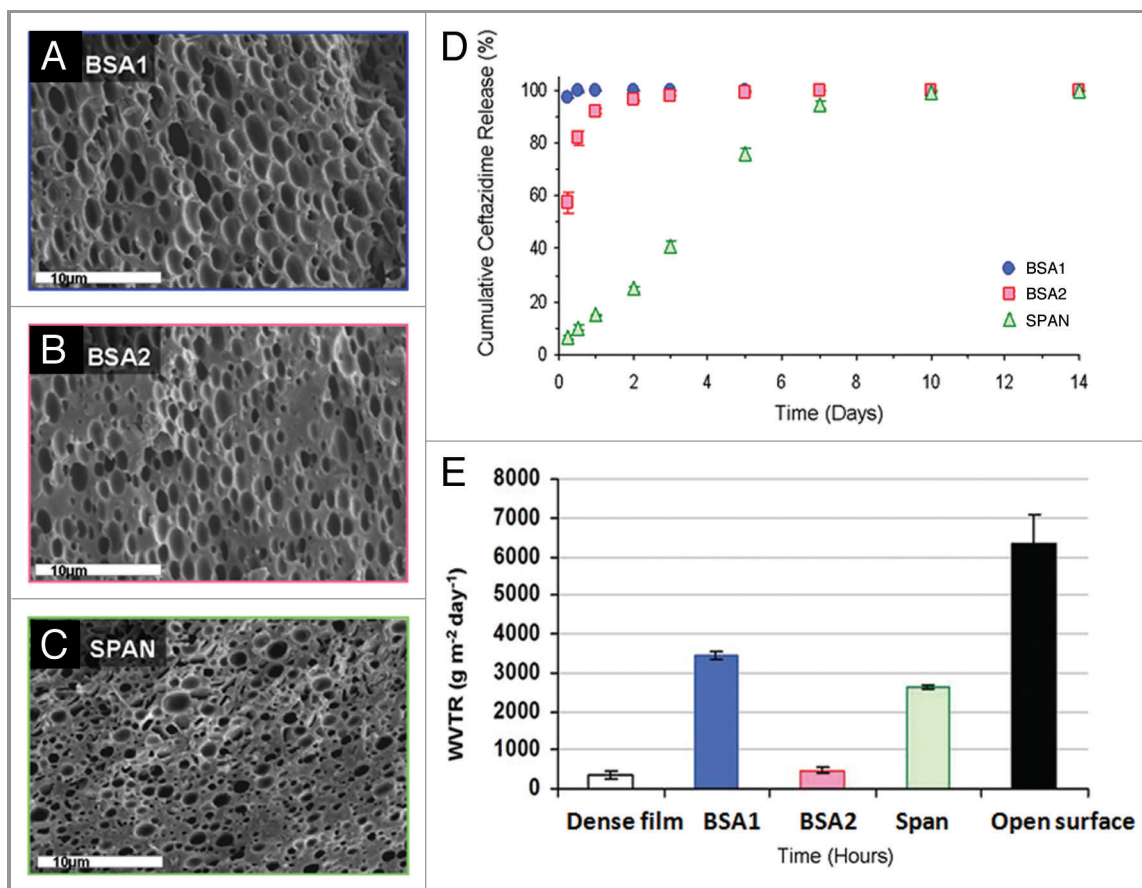 A
BSA1
10µm
B
BSA2
10µm
C
SPAN
10µm
D
Cumulative Ceftazidime Release (%)
100
80
60
40
20
0
BSA1
BSA2
SPAN
0
2
4
6
8
10
12
14
Time (Days)
E
WVTR (g m⁻² day⁻¹)
8000
7000
6000
5000
4000
3000
2000
1000
0
Dense film BSA1 BSA2 Span Open surface
Time (Hours)